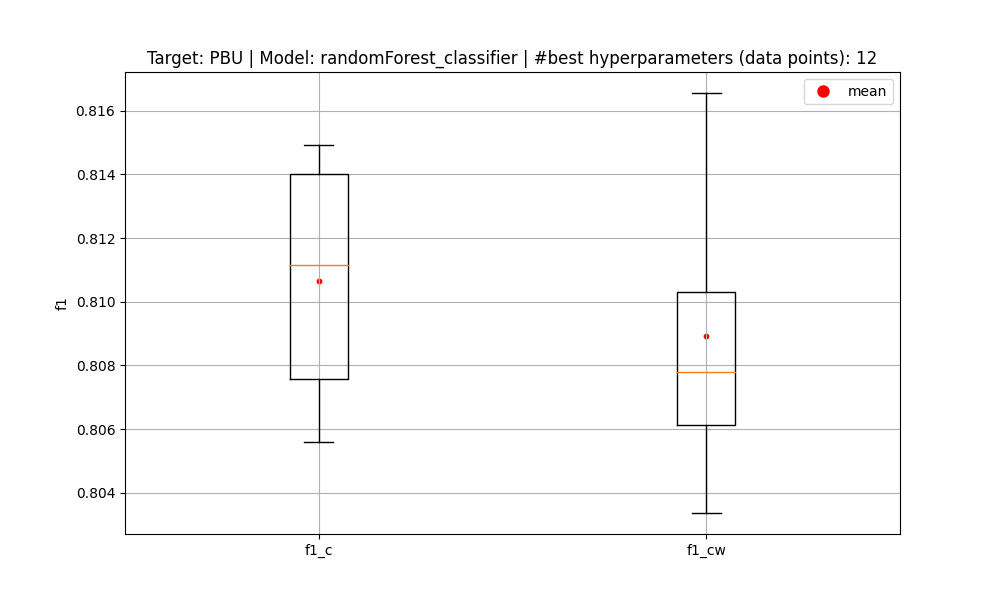 Target: PBU | Model: randomForest_classifier | #best hyperparameters (data points): 12
mean
0.816
0.814
0.812
0.810
0.808
0.806
0.804
f1
f1_c
f1_cw